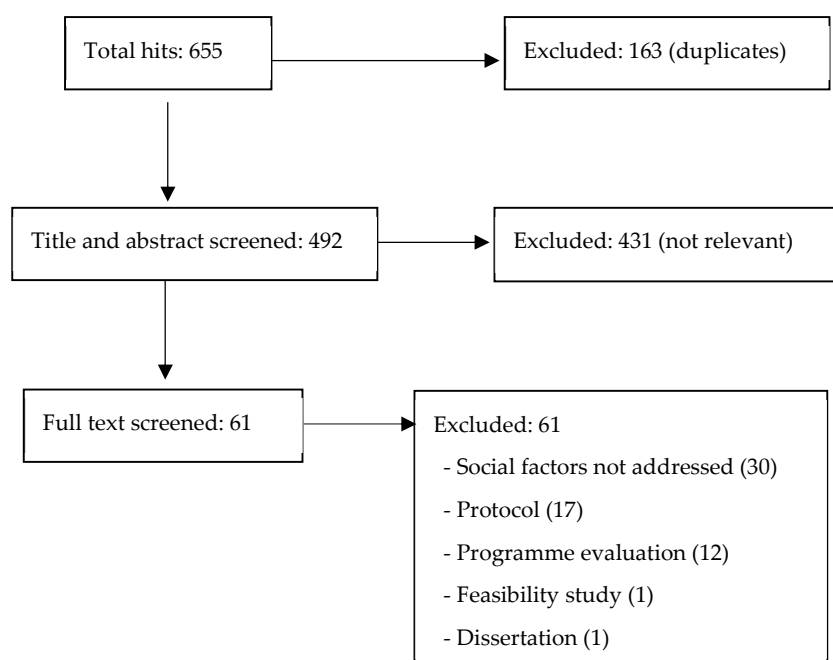 Total hits: 655
Excluded: 163 (duplicates)
Title and abstract screened: 492
Excluded: 431 (not relevant)
Full text screened: 61
Excluded: 61
- Social factors not addressed (30)
- Protocol (17)
- Programme evaluation (12)
- Feasibility study (1)
- Dissertation (1)